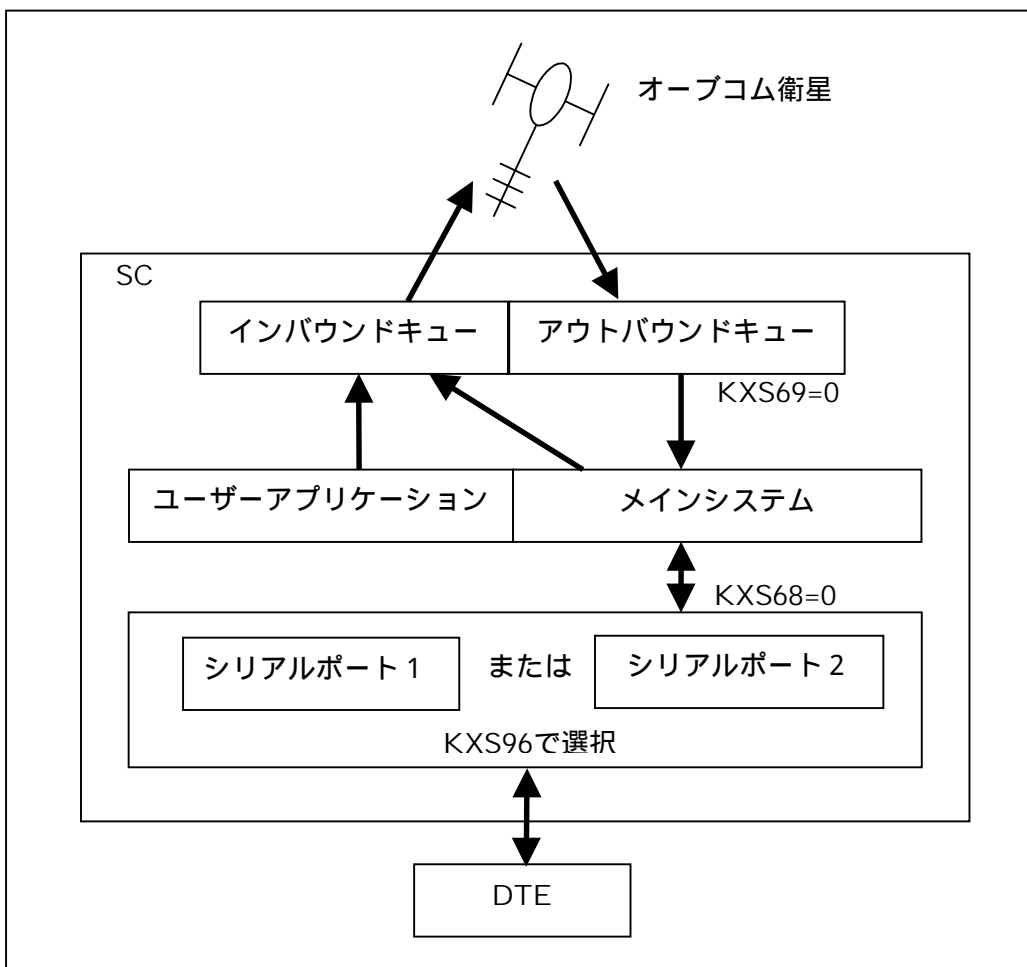 オーブコム衛星
SC
インバウンドキュー
アウトバウンドキュー
KXS69=0
ユーザーアプリケーション
メインシステム
KXS68=0
シリアルポート1
または
シリアルポート2
KXS96で選択
DTE